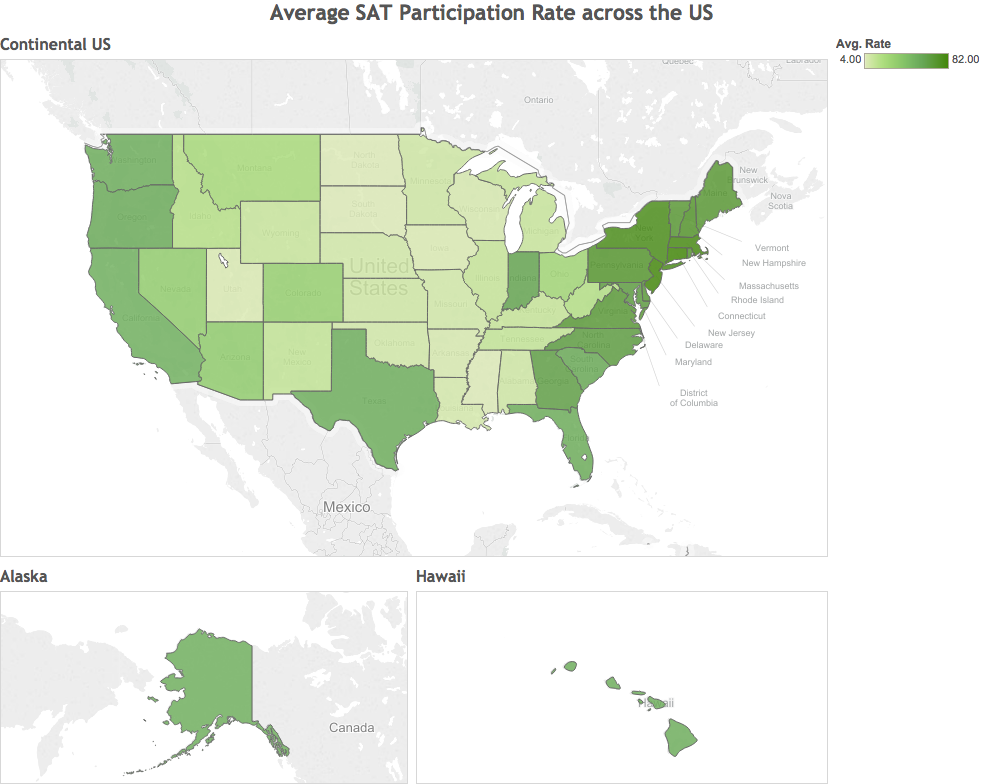 Average SAT Participation Rate across the US
Continental US
Avg. Rate
4.00
82.00
Quebec
Labrador
Ontario
New
Brunswick
Nova
Scotia
Washington
Montana
North
Dakota
Minnesota
Oregon
Idaho
South
Dakota
Wisconsin
Michigan
New
York
Maine
Wyoming
Iowa
Pennsylvania
Vermont
New Hampshire
Massachusetts
Rhode Island
Connecticut
New Jersey
Delaware
Maryland
District
of Columbia
United
States
Nevada
Utah
Colorado
Illinois
Indiana
Ohio
California
Missouri
Kentucky
Virginia
Arizona
New
Mexico
Oklahoma
Arkansas
Tennessee
North
Carolina
South
Carolina
Texas
Louisiana
Alabama
Georgia
Florida
Mexico
Alaska
Hawaii
Canada
Hawaii